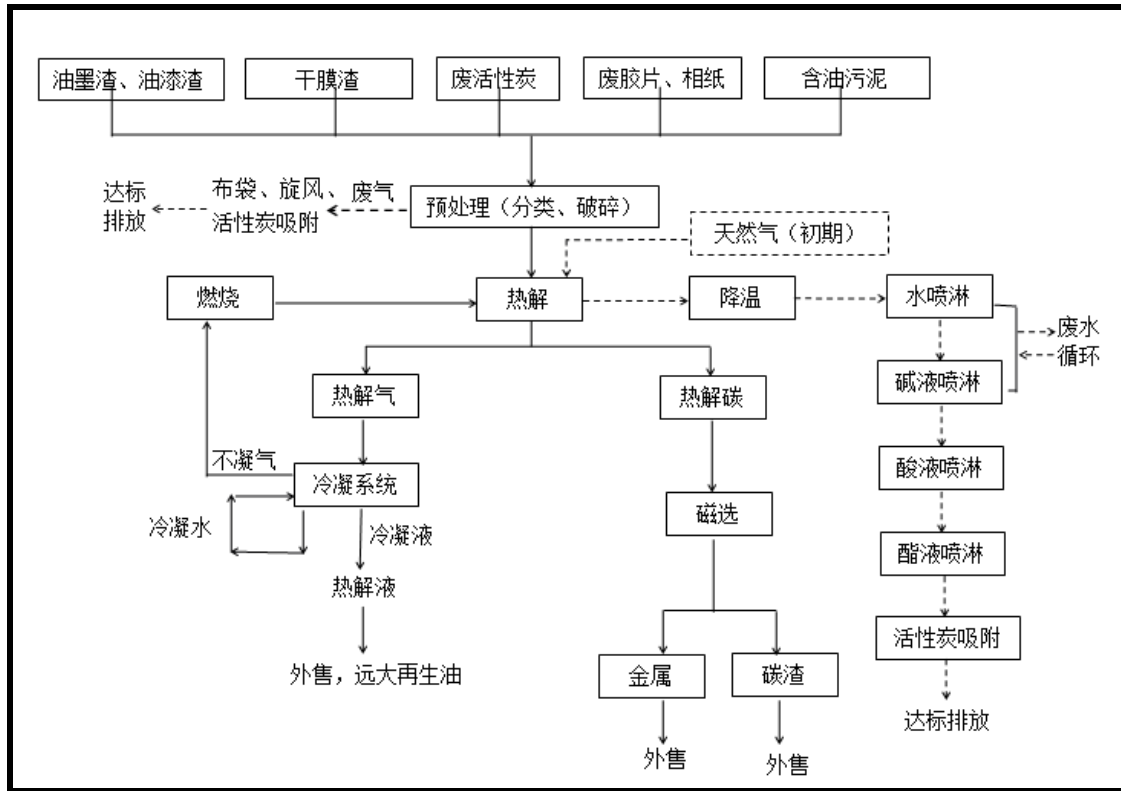 油墨渣、油漆渣
干膜渣
废活性炭
废胶片、相纸
含油污泥
达标
排放
布袋、旋风、
活性炭吸附
废气
预处理（分类、破碎）
天然气（初期）
燃烧
热解
降温
水喷淋
废水
循环
热解气
热解碳
碱液喷淋
不凝气
冷凝系统
酸液喷淋
冷凝水
冷凝液
磁选
热解液
酯液喷淋
外售，远大再生油
金属
碳渣
活性炭吸附
达标排放
外售
外售